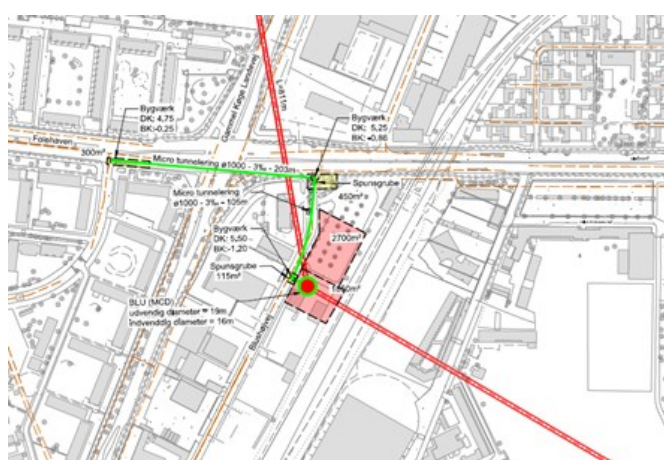 L=811m
Gammel Køge Landevej
Bygværk
DK: 4,75
BK:-0,25
Bygværk
DK: 5,25
BK: -0,86
Folehaven
300m²
Micro tunnelering ø1000 - 3‰ - 203m
Spunsgrube
450m²
Micro tunnelering
ø1000 - 3‰ - 105m
Bygværk
DK: 5,50
BK:-1,20
2700m²
Spunsgrube
115m²
BLU (MCD)
udvendig diameter = 19m
indvendig diameter = 16m